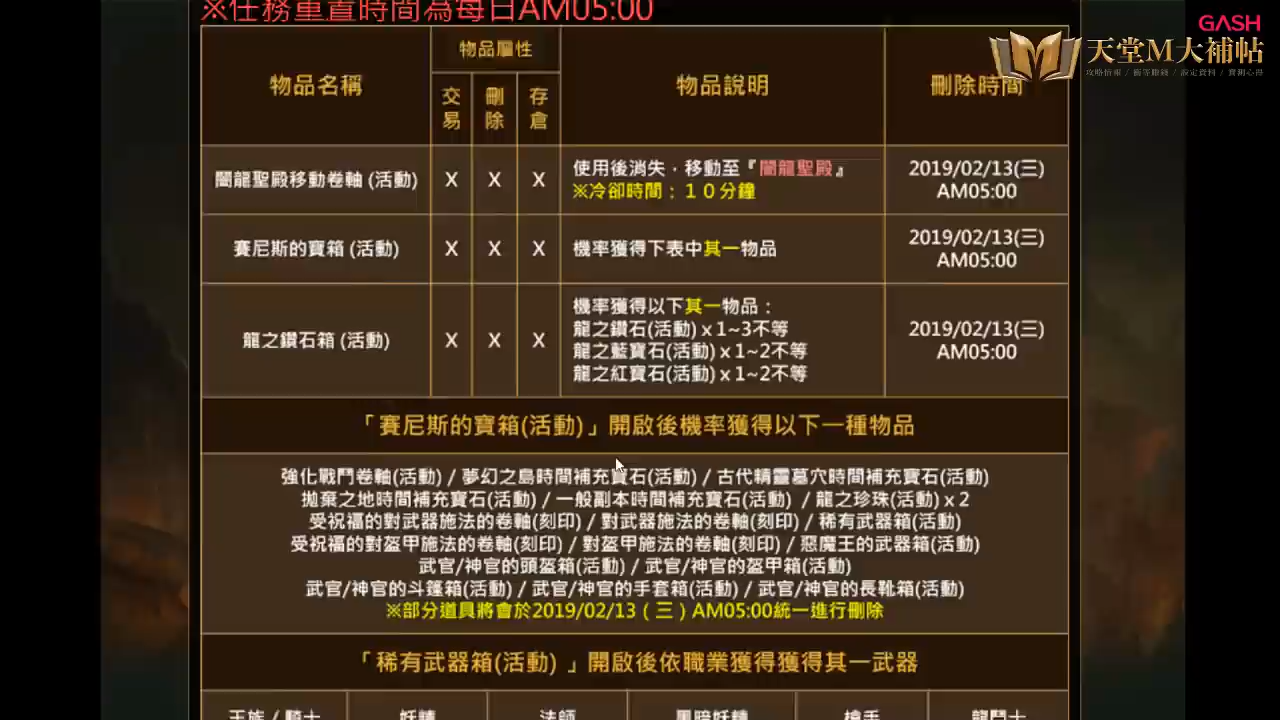 ※任務重置時間為每日AM05:00
GASH
天堂M大補帖
物品名稱
物品屬性
交易
刪除
存倉
物品說明
刪除時間
闇龍聖殿移動卷軸 (活動)
X X X
使用後消失‧移動至『闇龍聖殿』
※冷卻時間：１０分鐘
2019/02/13(三)
AM05:00
賽尼斯的寶箱 (活動)
X X X
機率獲得下表中其一物品
2019/02/13(三)
AM05:00
龍之鑽石箱 (活動)
X X X
機率獲得以下其一物品：
龍之鑽石(活動) x 1~3不等
龍之藍寶石(活動) x 1~2不等
龍之紅寶石(活動) x 1~2不等
2019/02/13(三)
AM05:00
「賽尼斯的寶箱(活動)」開啟後機率獲得以下一種物品
強化戰鬥卷軸(活動) / 夢幻之島時間補充寶石(活動) / 古代精靈墓穴時間補充寶石(活動)
拋棄之地時間補充寶石(活動) / 一般副本時間補充寶石(活動) / 龍之珍珠(活動) x 2
受祝福的對武器施法的卷軸(刻印) / 對武器施法的卷軸(刻印) / 稀有武器箱(活動)
受祝福的對盔甲施法的卷軸(刻印) / 對盔甲施法的卷軸(刻印) / 惡魔王的武器箱(活動)
武官/神官的頭盔箱(活動) / 武官/神官的盔甲箱(活動)
武官/神官的斗篷箱(活動) / 武官/神官的手套箱(活動) / 武官/神官的長靴箱(活動)
※部分道具將會於2019/02/13 ( 三 ) AM05:00統一進行刪除
「稀有武器箱(活動) 」開啟後依職業獲得獲得其一武器
王族 / 騎士
妖精
法師
黑暗妖精
槍手
龍鬥士